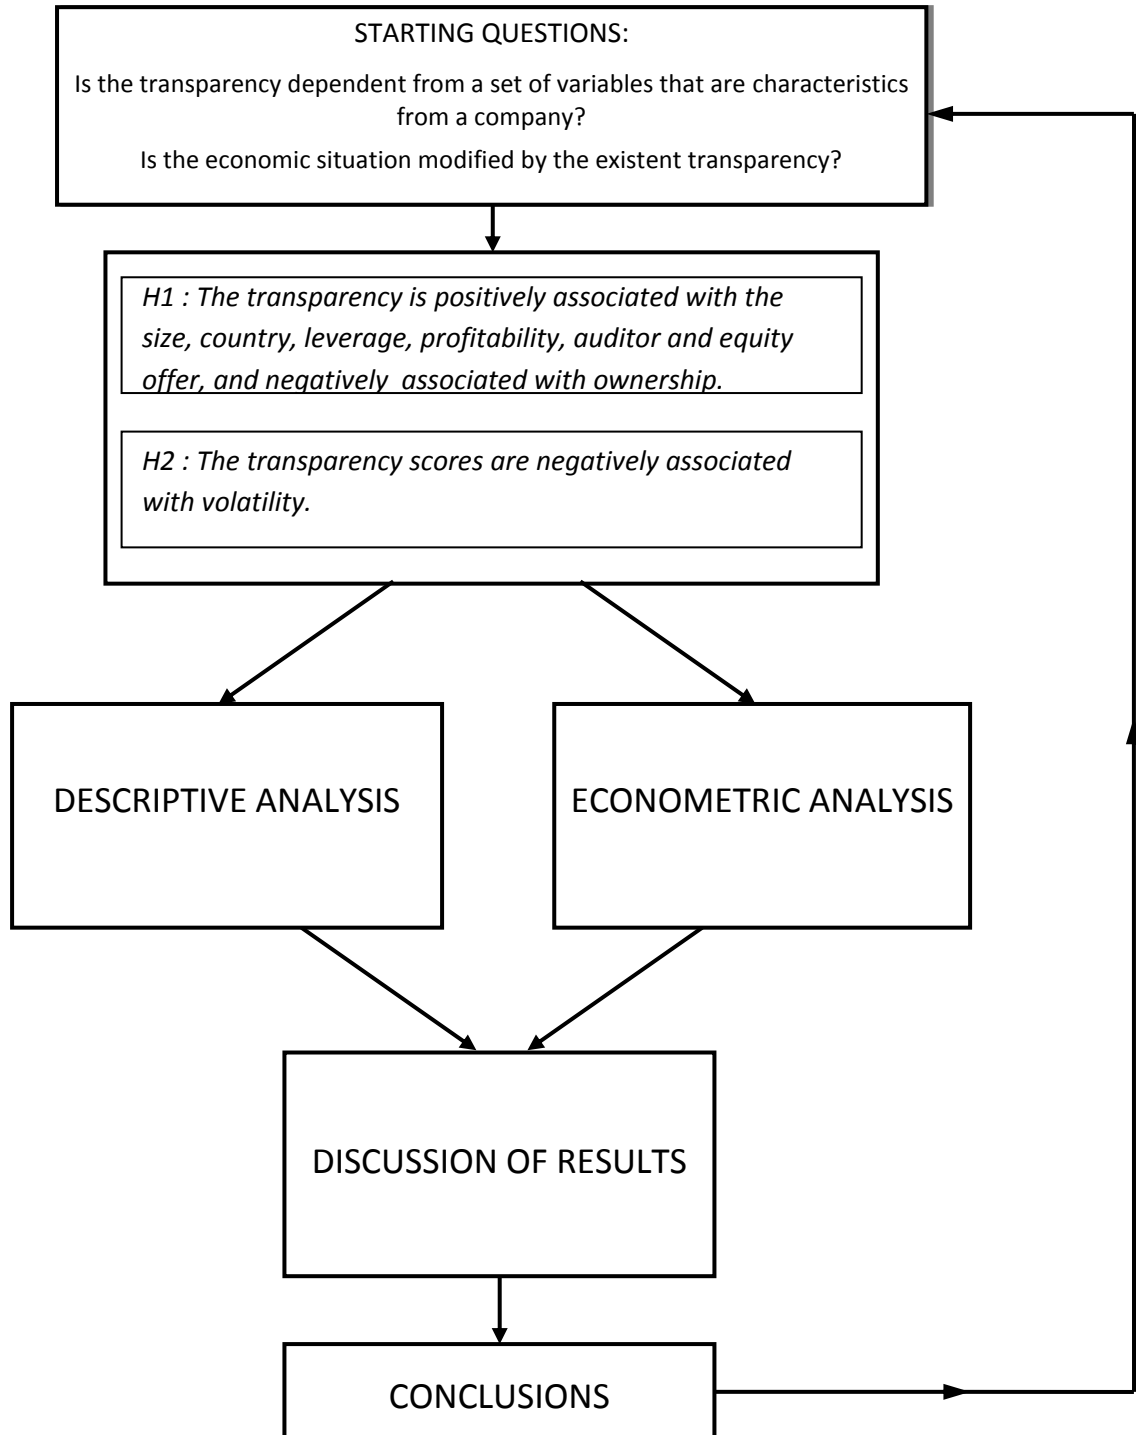 STARTING QUESTIONS:
Is the transparency dependent from a set of variables that are characteristics
from a company?
Is the economic situation modified by the existent transparency?
H1 : The transparency is positively associated with the
size, country, leverage, profitability, auditor and equity
offer, and negatively  associated with ownership.
H2 : The transparency scores are negatively associated
with volatility.
DESCRIPTIVE ANALYSIS
ECONOMETRIC ANALYSIS
DISCUSSION OF RESULTS
CONCLUSIONS